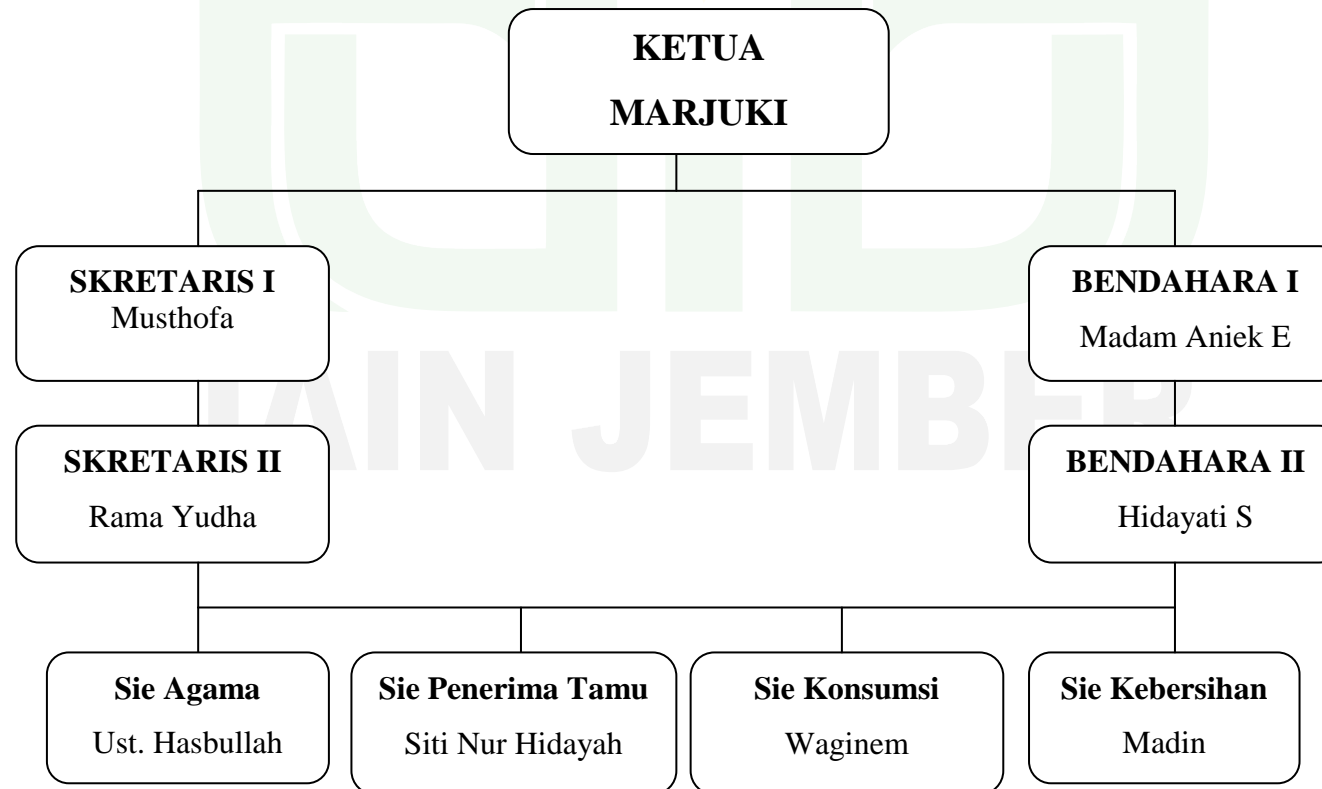 KETUA
MARJUKI
SKRETARIS I
Musthofa
BENDAHARA I
Madam Aniek E
IAIN JEMBER
SKRETARIS II
Rama Yudha
BENDAHARA II
Hidayati S
Sie Agama
Ust. Hasbullah
Sie Penerima Tamu
Siti Nur Hidayah
Sie Konsumsi
Waginem
Sie Kebersihan
Madin